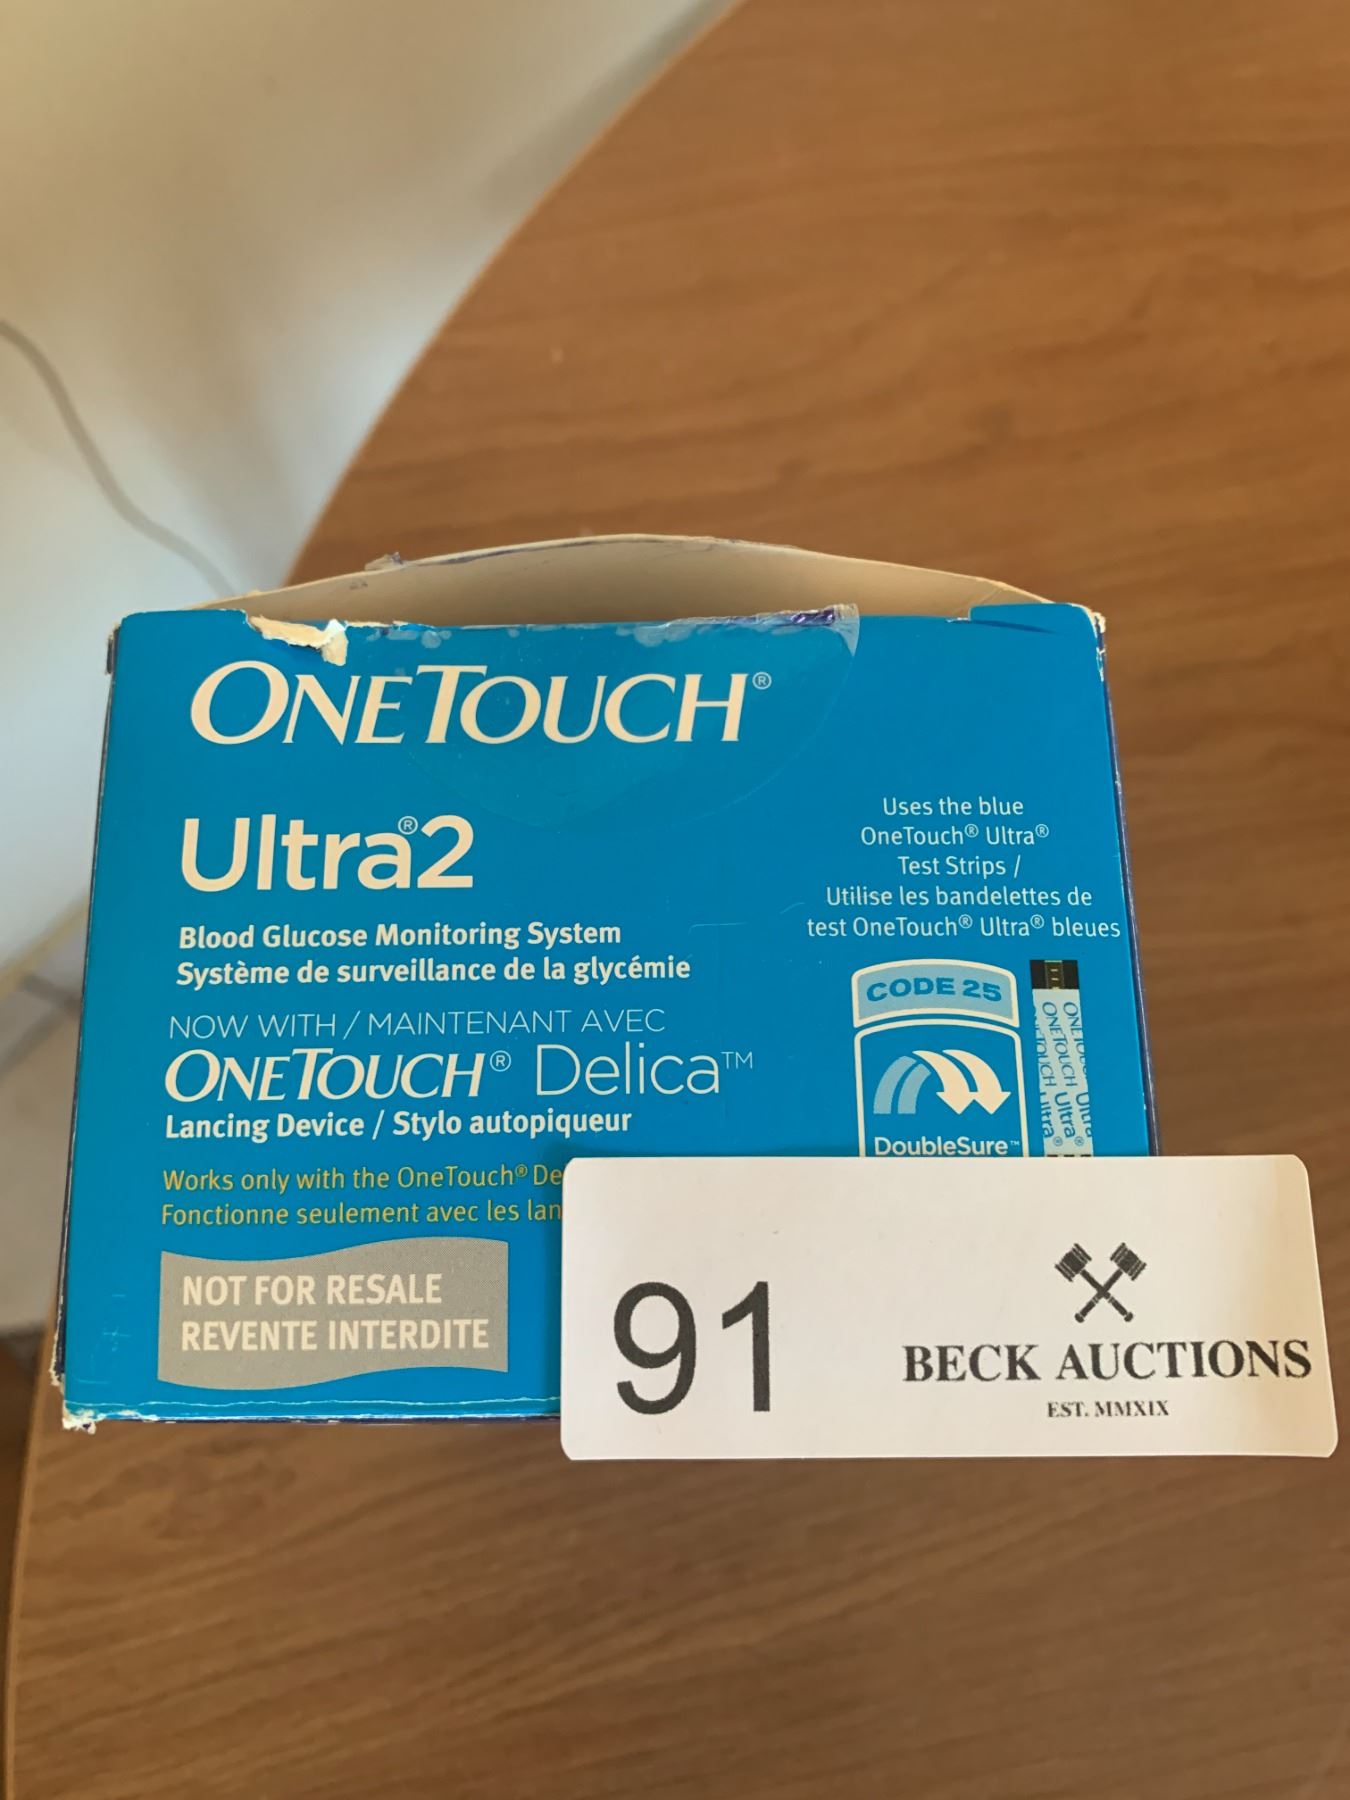 ONETOUCH®
Ultra®2
Blood Glucose Monitoring System
Système de surveillance de la glycémie
NOW WITH / MAINTENANT AVEC
ONETOUCH® Delica™
Lancing Device / Stylo autopiqueur
Works only with the OneTouch®
Fonctionne seulement avec les
NOT FOR RESALE
REVENTE INTERDITE
Uses the blue
OneTouch® Ultra®
Test Strips /
Utilise les bandelettes de
test OneTouch® Ultra® bleues
CODE 25
DoubleSure™
ONETOUCH Ultra®
91
BECK AUCTIONS
EST. MMXIX